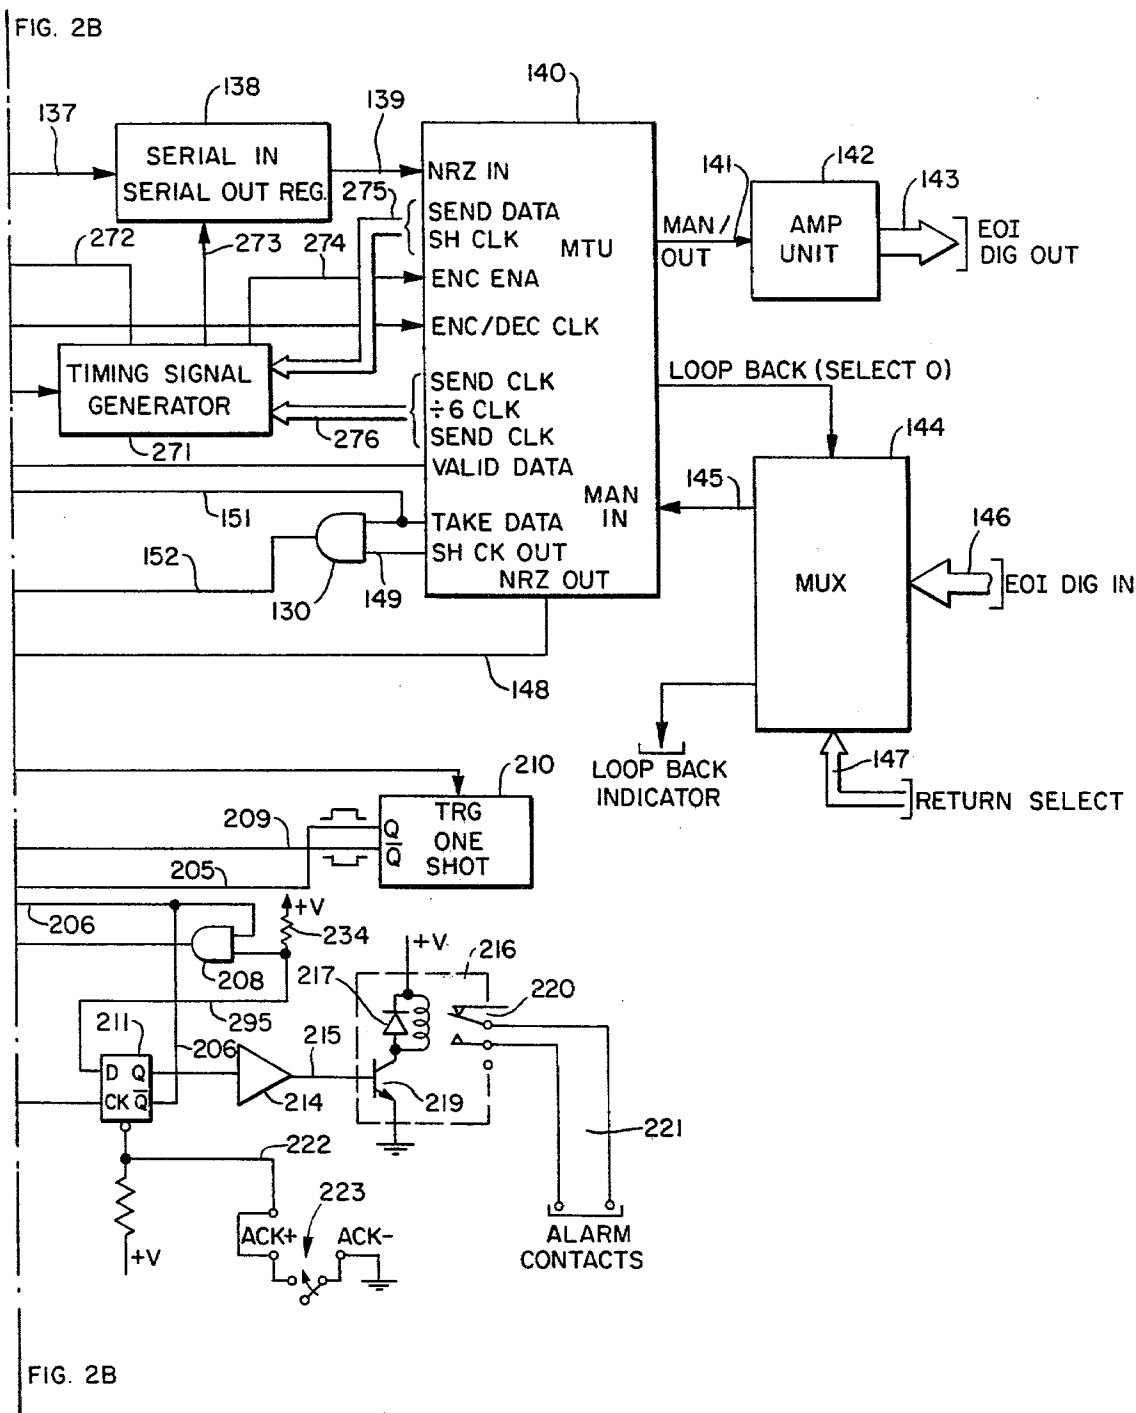 FIG. 2B
140
138
137
139
142
141
143
SERIAL IN
SERIAL OUT REG.
NRZ IN
275
SEND DATA
SH CLK
MTU
MAN/
OUT
AMP
UNIT
EOI
DIG OUT
272
273
274
ENC ENA
ENC/DEC CLK
TIMING SIGNAL
GENERATOR
LOOP BACK (SELECT 0)
SEND CLK
÷6 CLK
SEND CLK
271
276
144
VALID DATA
145
151
MAN
IN
146
TAKE DATA
152
SH CK OUT
130
149
NRZ OUT
MUX
EOI DIG IN
148
147
210
LOOP BACK
INDICATOR
RETURN SELECT
209
TRG
ONE
SHOT
Q
Q̅
205
206
+V
234
+V
216
208
217
220
295
211
206
215
D Q
CK Q̅
214
219
221
222
223
ACK+
ACK-
+V
ALARM
CONTACTS
FIG. 2B